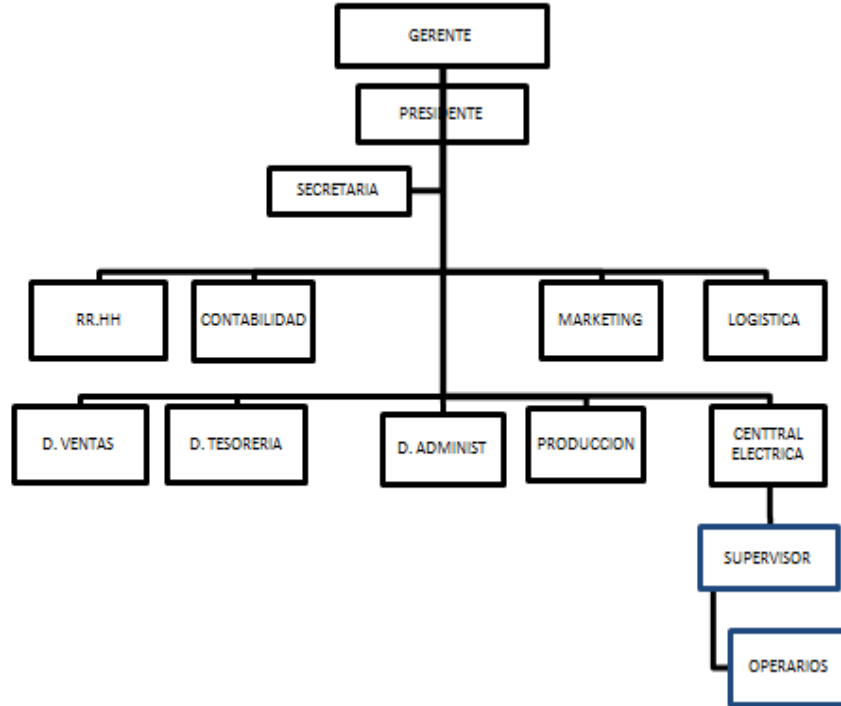 GERENTE
PRESIDENTE
SECRETARIA
RR.HH
CONTABILIDAD
MARKETING
LOGISTICA
D. VENTAS
D. TESORERIA
D. ADMINIST
PRODUCCION
CENTTRAL
ELECTRICA
SUPERVISOR
OPERARIOS